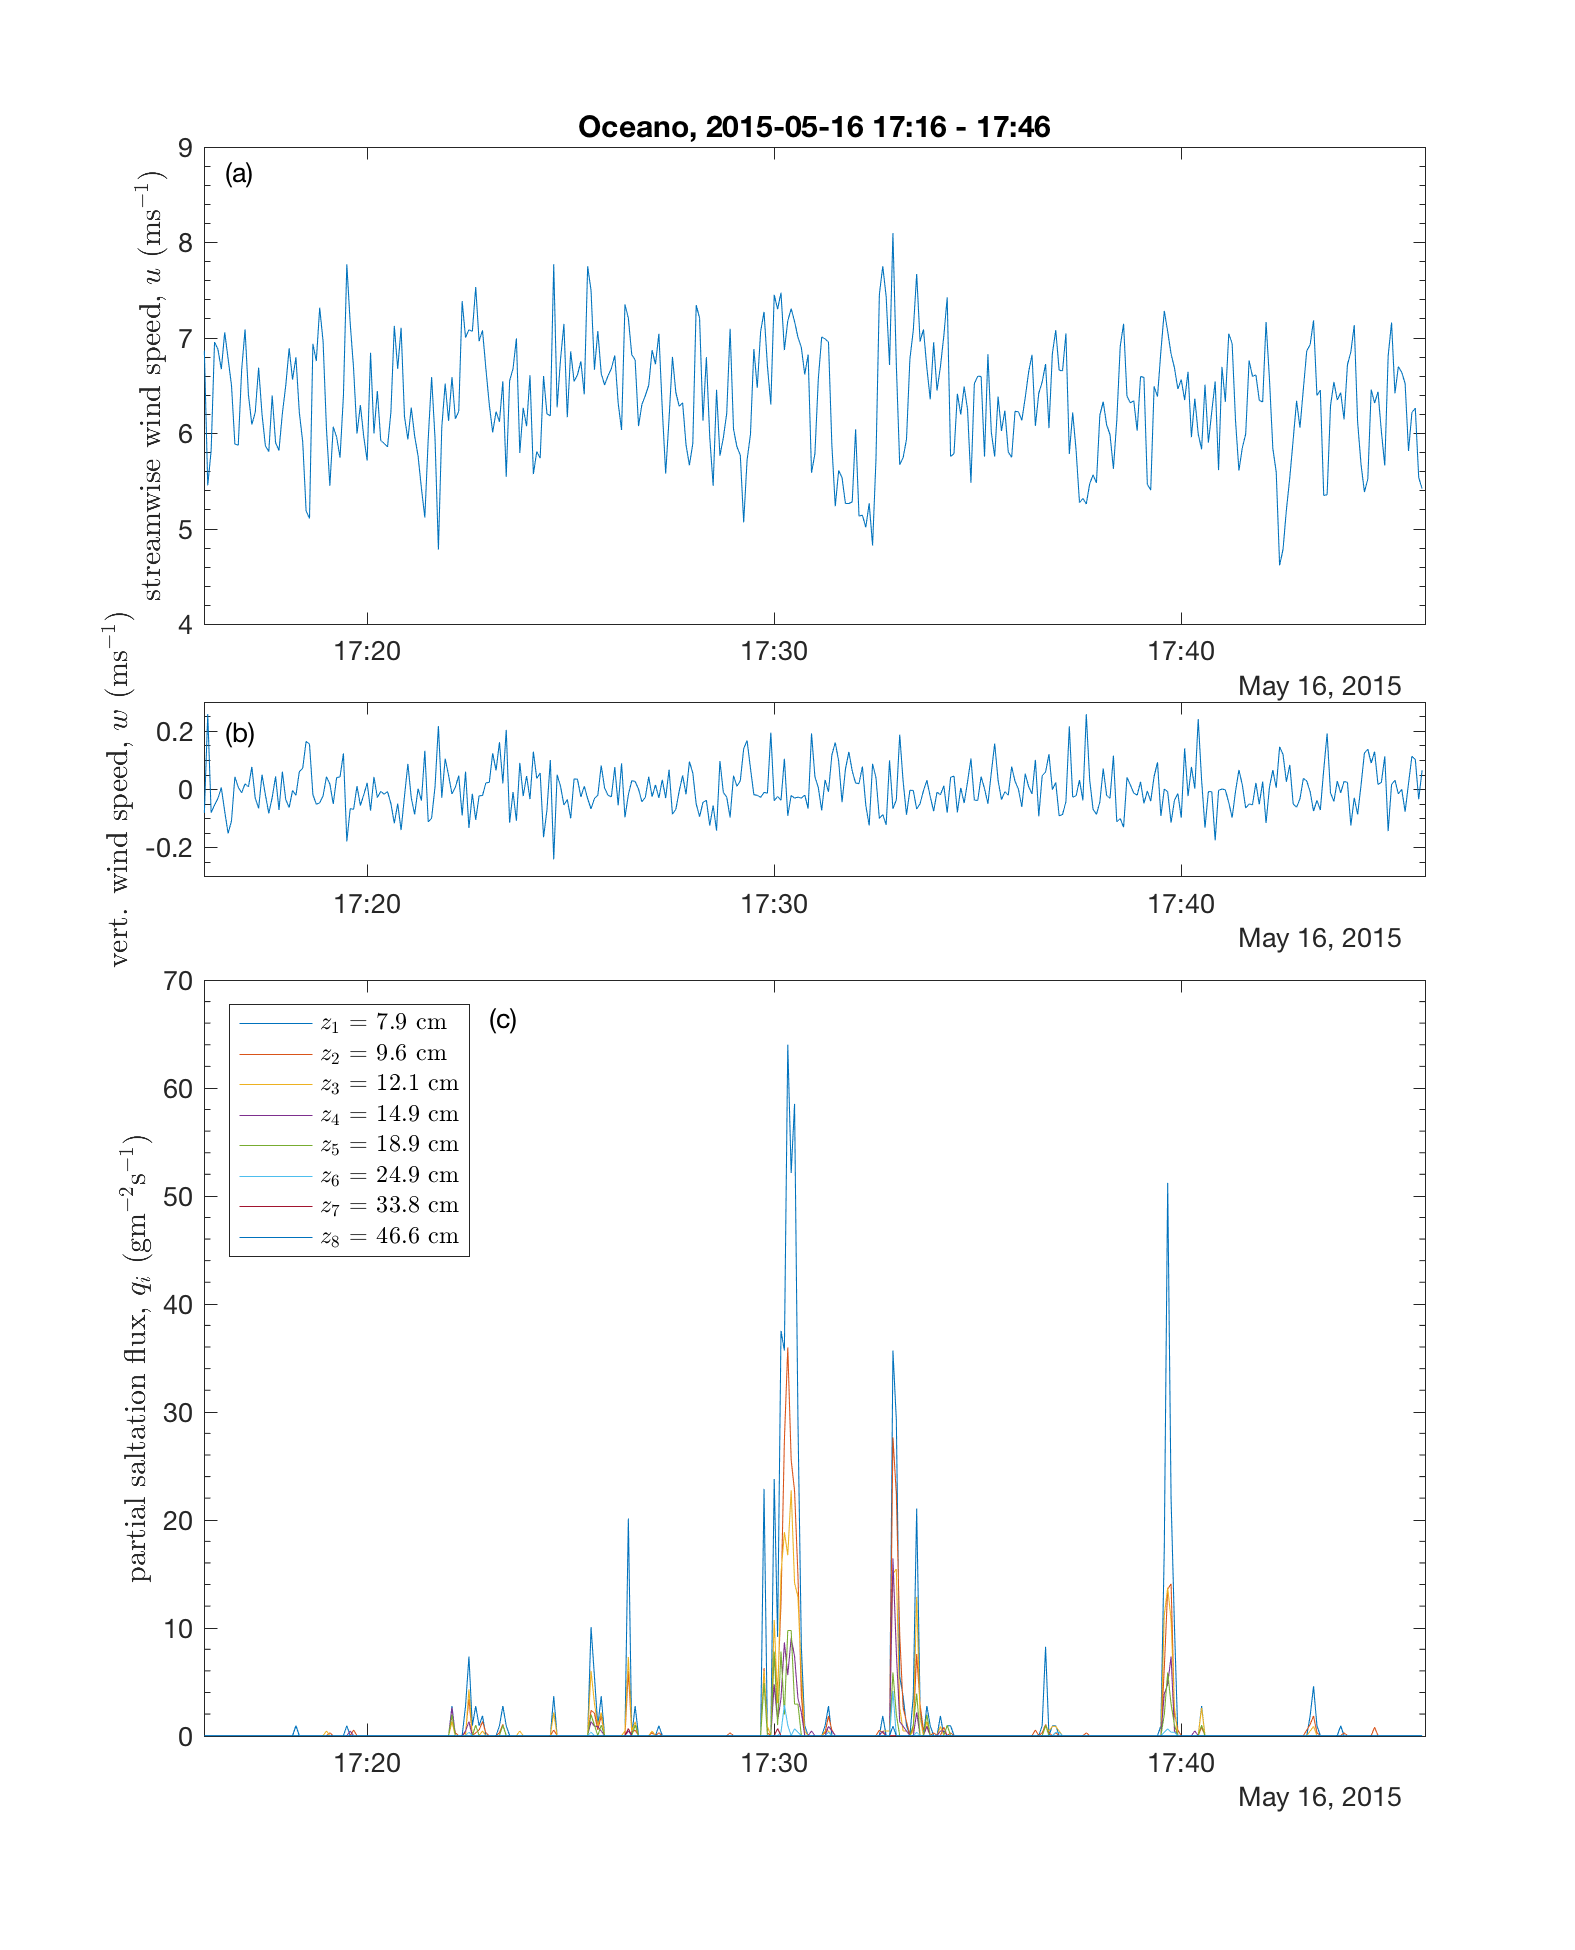 Oceano, 2015-05-16 17:16 - 17:46
(a)
streamwise wind speed, u (ms⁻¹)
9
8
7
6
5
4
17:20 17:30 17:40
May 16, 2015
(b)
vert. wind speed, w (ms⁻¹)
0.2
0
-0.2
17:20 17:30 17:40
May 16, 2015
(c)
partial saltation flux, qᵢ (gm⁻²s⁻¹)
70
60
50
40
30
20
10
0
z₁ = 7.9 cm
z₂ = 9.6 cm
z₃ = 12.1 cm
z₄ = 14.9 cm
z₅ = 18.9 cm
z₆ = 24.9 cm
z₇ = 33.8 cm
z₈ = 46.6 cm
17:20 17:30 17:40
May 16, 2015